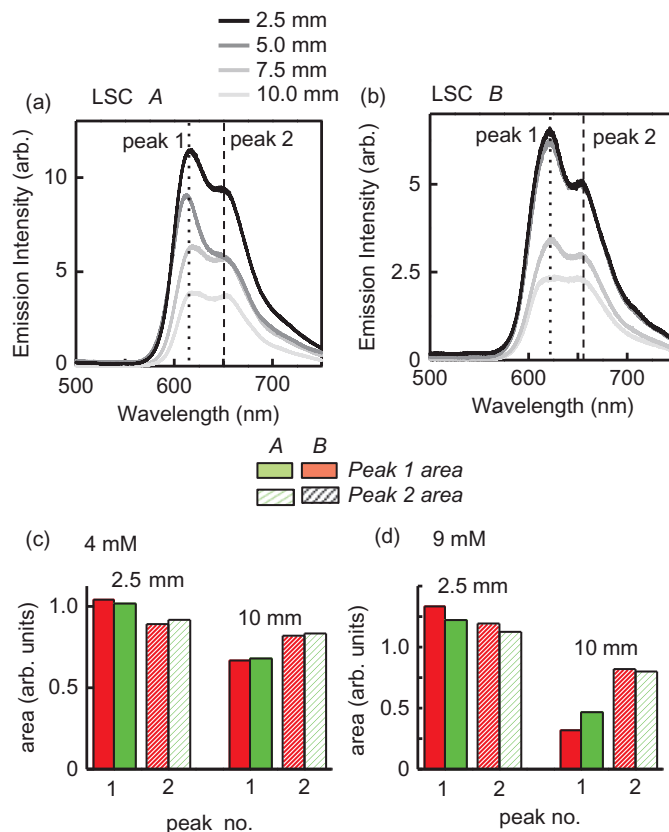 2.5 mm
5.0 mm
7.5 mm
10.0 mm
(a) LSC A
peak 1 peak 2
Emission Intensity (arb.)
10
5
0
500 600 700
Wavelength (nm)
(b) LSC B
peak 1 peak 2
Emission Intensity (arb.)
5
2.5
0
500 600 700
Wavelength (nm)
A B
Peak 1 area
Peak 2 area
(c) 4 mM
2.5 mm
10 mm
area (arb. units)
1.0
0.5
0
1 2 1 2
peak no.
(d) 9 mM
2.5 mm
10 mm
area (arb. units)
1.0
0.5
0
1 2 1 2
peak no.